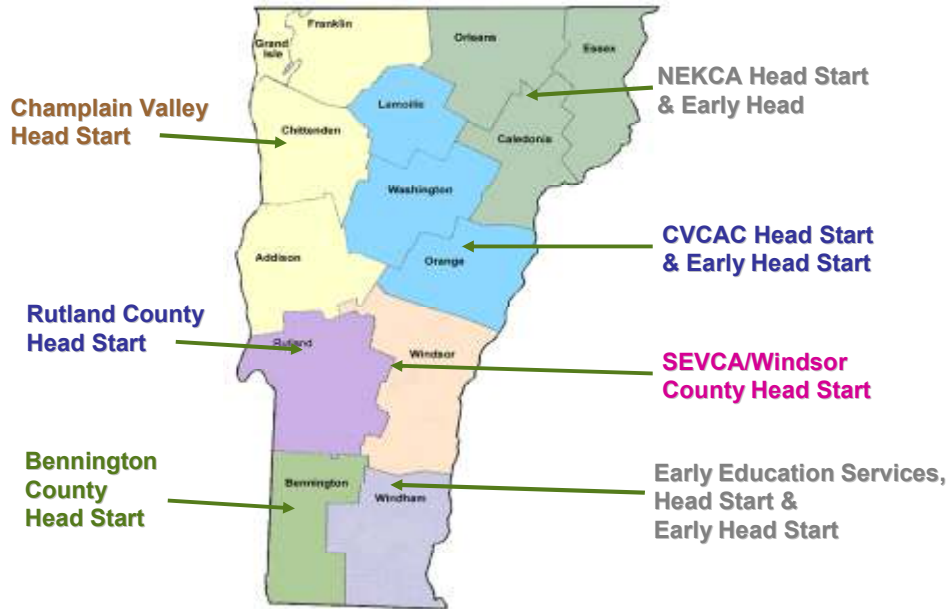 Franklin
Orleans
Essex
Grand
Isle
NEKCA Head Start
& Early Head
Champlain Valley
Head Start
Lamoille
Chittenden
Caledonia
Washington
CVCAC Head Start
& Early Head Start
Addison
Orange
Rutland County
Head Start
Rutland
Windsor
SEVCA/Windsor
County Head Start
Bennington
County
Head Start
Bennington
Windham
Early Education Services,
Head Start &
Early Head Start